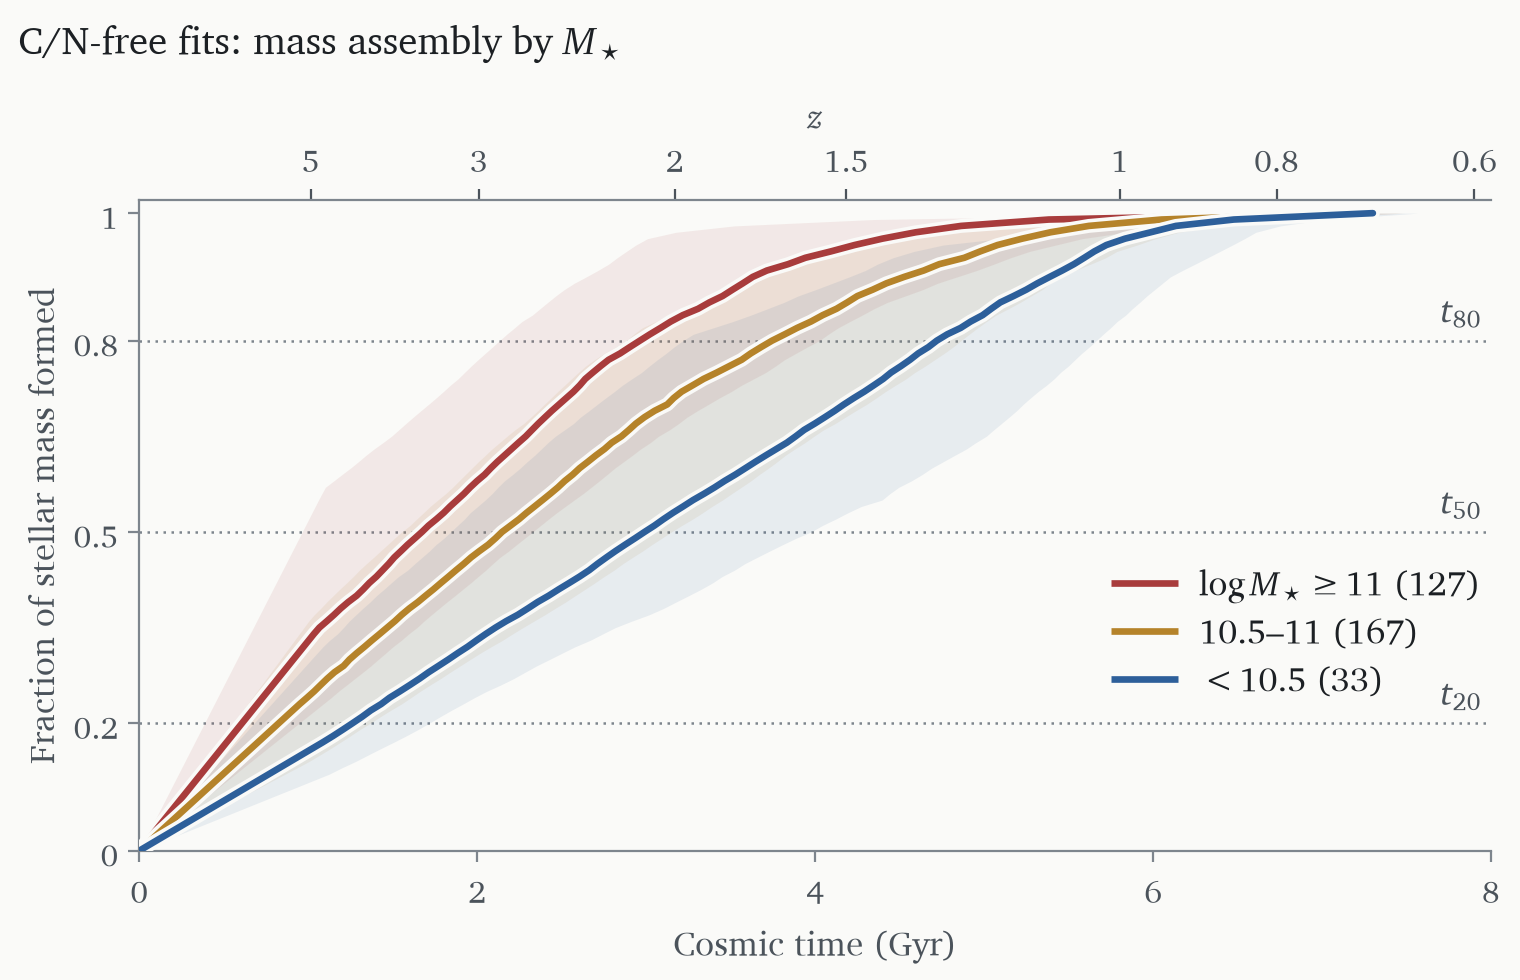 C/N-free fits: mass assembly by M⋆
z
5 3 2 1.5 1 0.8 0.6
1
0.8
0.5
0.2
0
Fraction of stellar mass formed
t80
t50
t20
log M⋆ ≥ 11 (127)
10.5–11 (167)
< 10.5 (33)
0 2 4 6 8
Cosmic time (Gyr)